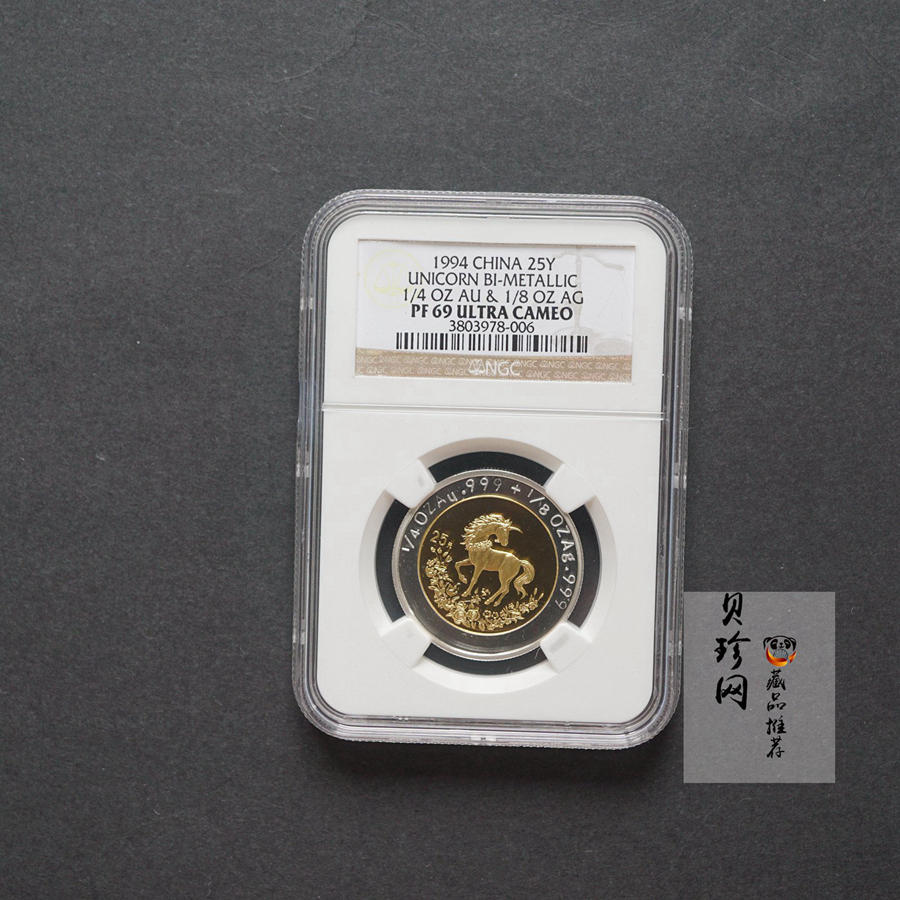 1994 CHINA 25Y
UNICORN BI-METALLIC
1/4 OZ AU & 1/8 OZ AG
PF 69 ULTRA CAMEO
3803978-006
NGC
1/4OZAu.999+1/8OZAg.999
25元
贝珍网
藏品推荐